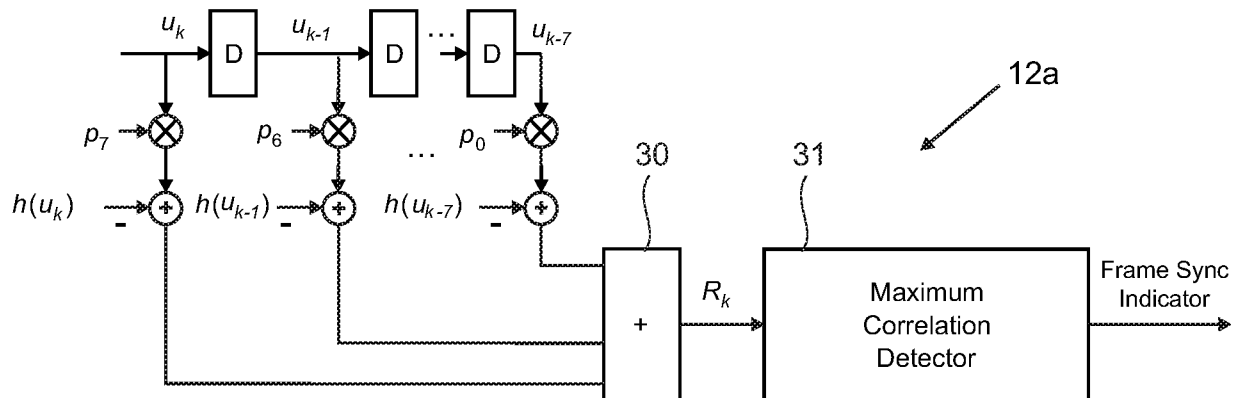 u_k
D
u_{k-1}
D
...
D
u_{k-7}
12a
p_7
p_6
p_0
...
30
31
h(u_k)
-
+
h(u_{k-1})
-
+
h(u_{k-7})
-
+
+
R_k
Maximum
Correlation
Detector
Frame Sync
Indicator